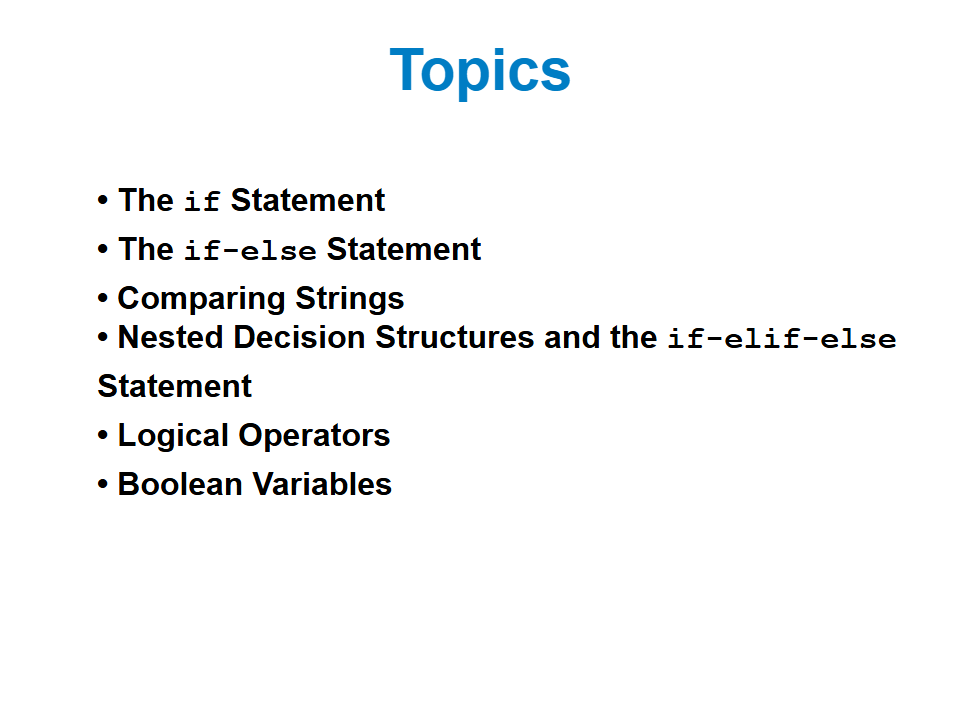 Topics
• The if Statement
• The if-else Statement
• Comparing Strings
• Nested Decision Structures and the if-elif-else
Statement
• Logical Operators
• Boolean Variables